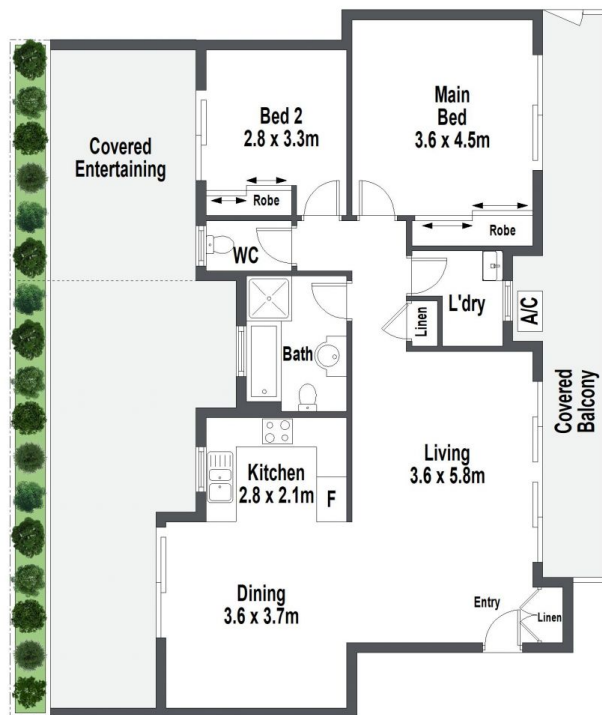 Covered
Entertaining
Bed 2
2.8 x 3.3m
Robe
Main
Bed
3.6 x 4.5m
Robe
WC
Bath
Linen
L'dry
A/C
Covered
Balcony
Kitchen
2.8 x 2.1m
F
Living
3.6 x 5.8m
Dining
3.6 x 3.7m
Entry
Linen